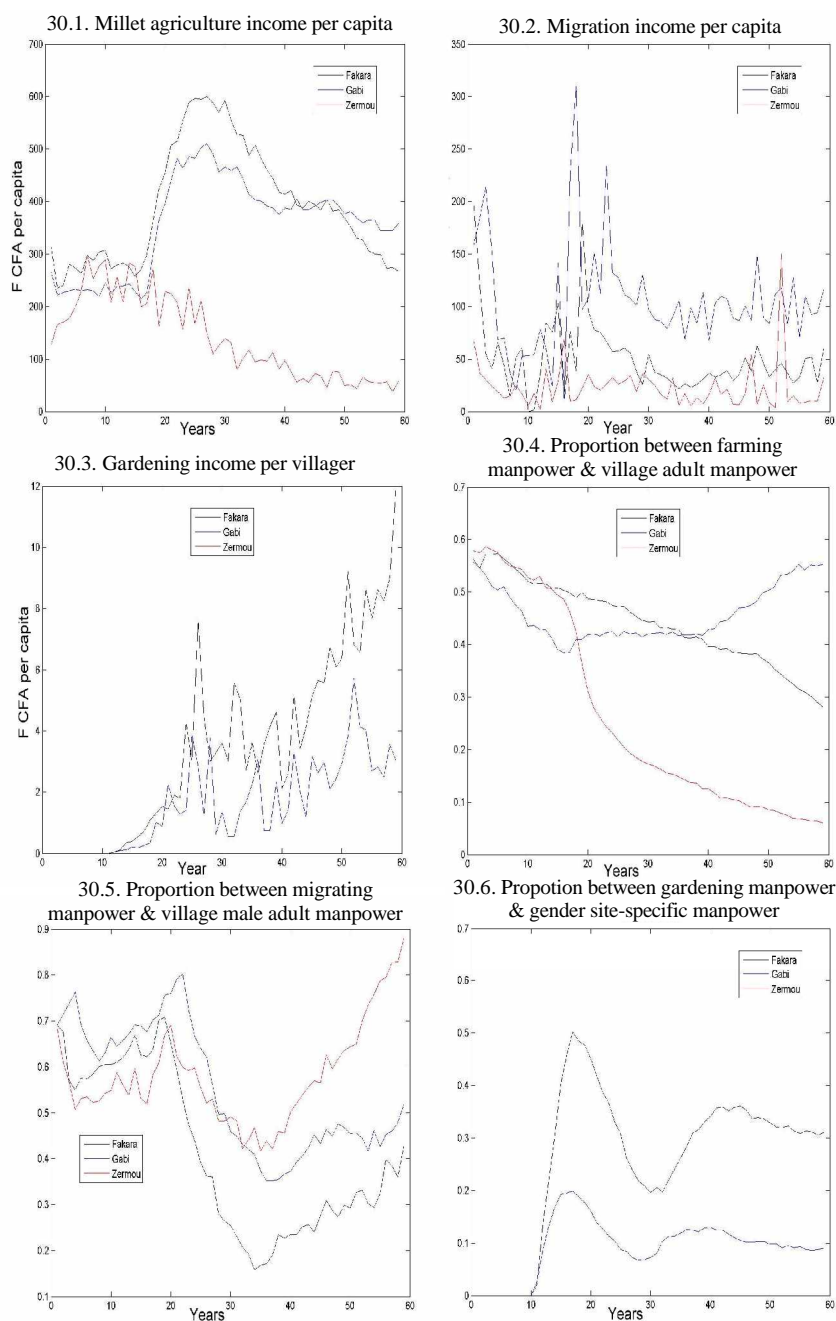 30.1. Millet agriculture income per capita
F CFA per capita
700
600
500
400
300
200
100
0
Fakara
Gabi
Zermou
0 10 20 30 40 50 60
Years
30.2. Migration income per capita
350
300
250
200
150
100
50
0
Fakara
Gabi
Zermou
0 10 20 30 40 50 60
Year
30.3. Gardening income per villager
F CFA per capita
12
10
8
6
4
2
0
Fakara
Gabi
Zermou
0 10 20 30 40 50 60
Year
30.4. Proportion between farming
manpower & village adult manpower
0.7
0.6
0.5
0.4
0.3
0.2
0.1
0
Fakara
Gabi
Zermou
0 10 20 30 40 50 60
Years
30.5. Proportion between migrating
manpower & village male adult manpower
0.9
0.8
0.7
0.6
0.5
0.4
0.3
0.2
0.1
Fakara
Gabi
Zermou
0 10 20 30 40 50 60
Years
30.6. Propotion between gardening manpower
& gender site-specific manpower
0.7
0.6
0.5
0.4
0.3
0.2
0.1
0
Fakara
Gabi
Zermou
0 10 20 30 40 50 60
Years